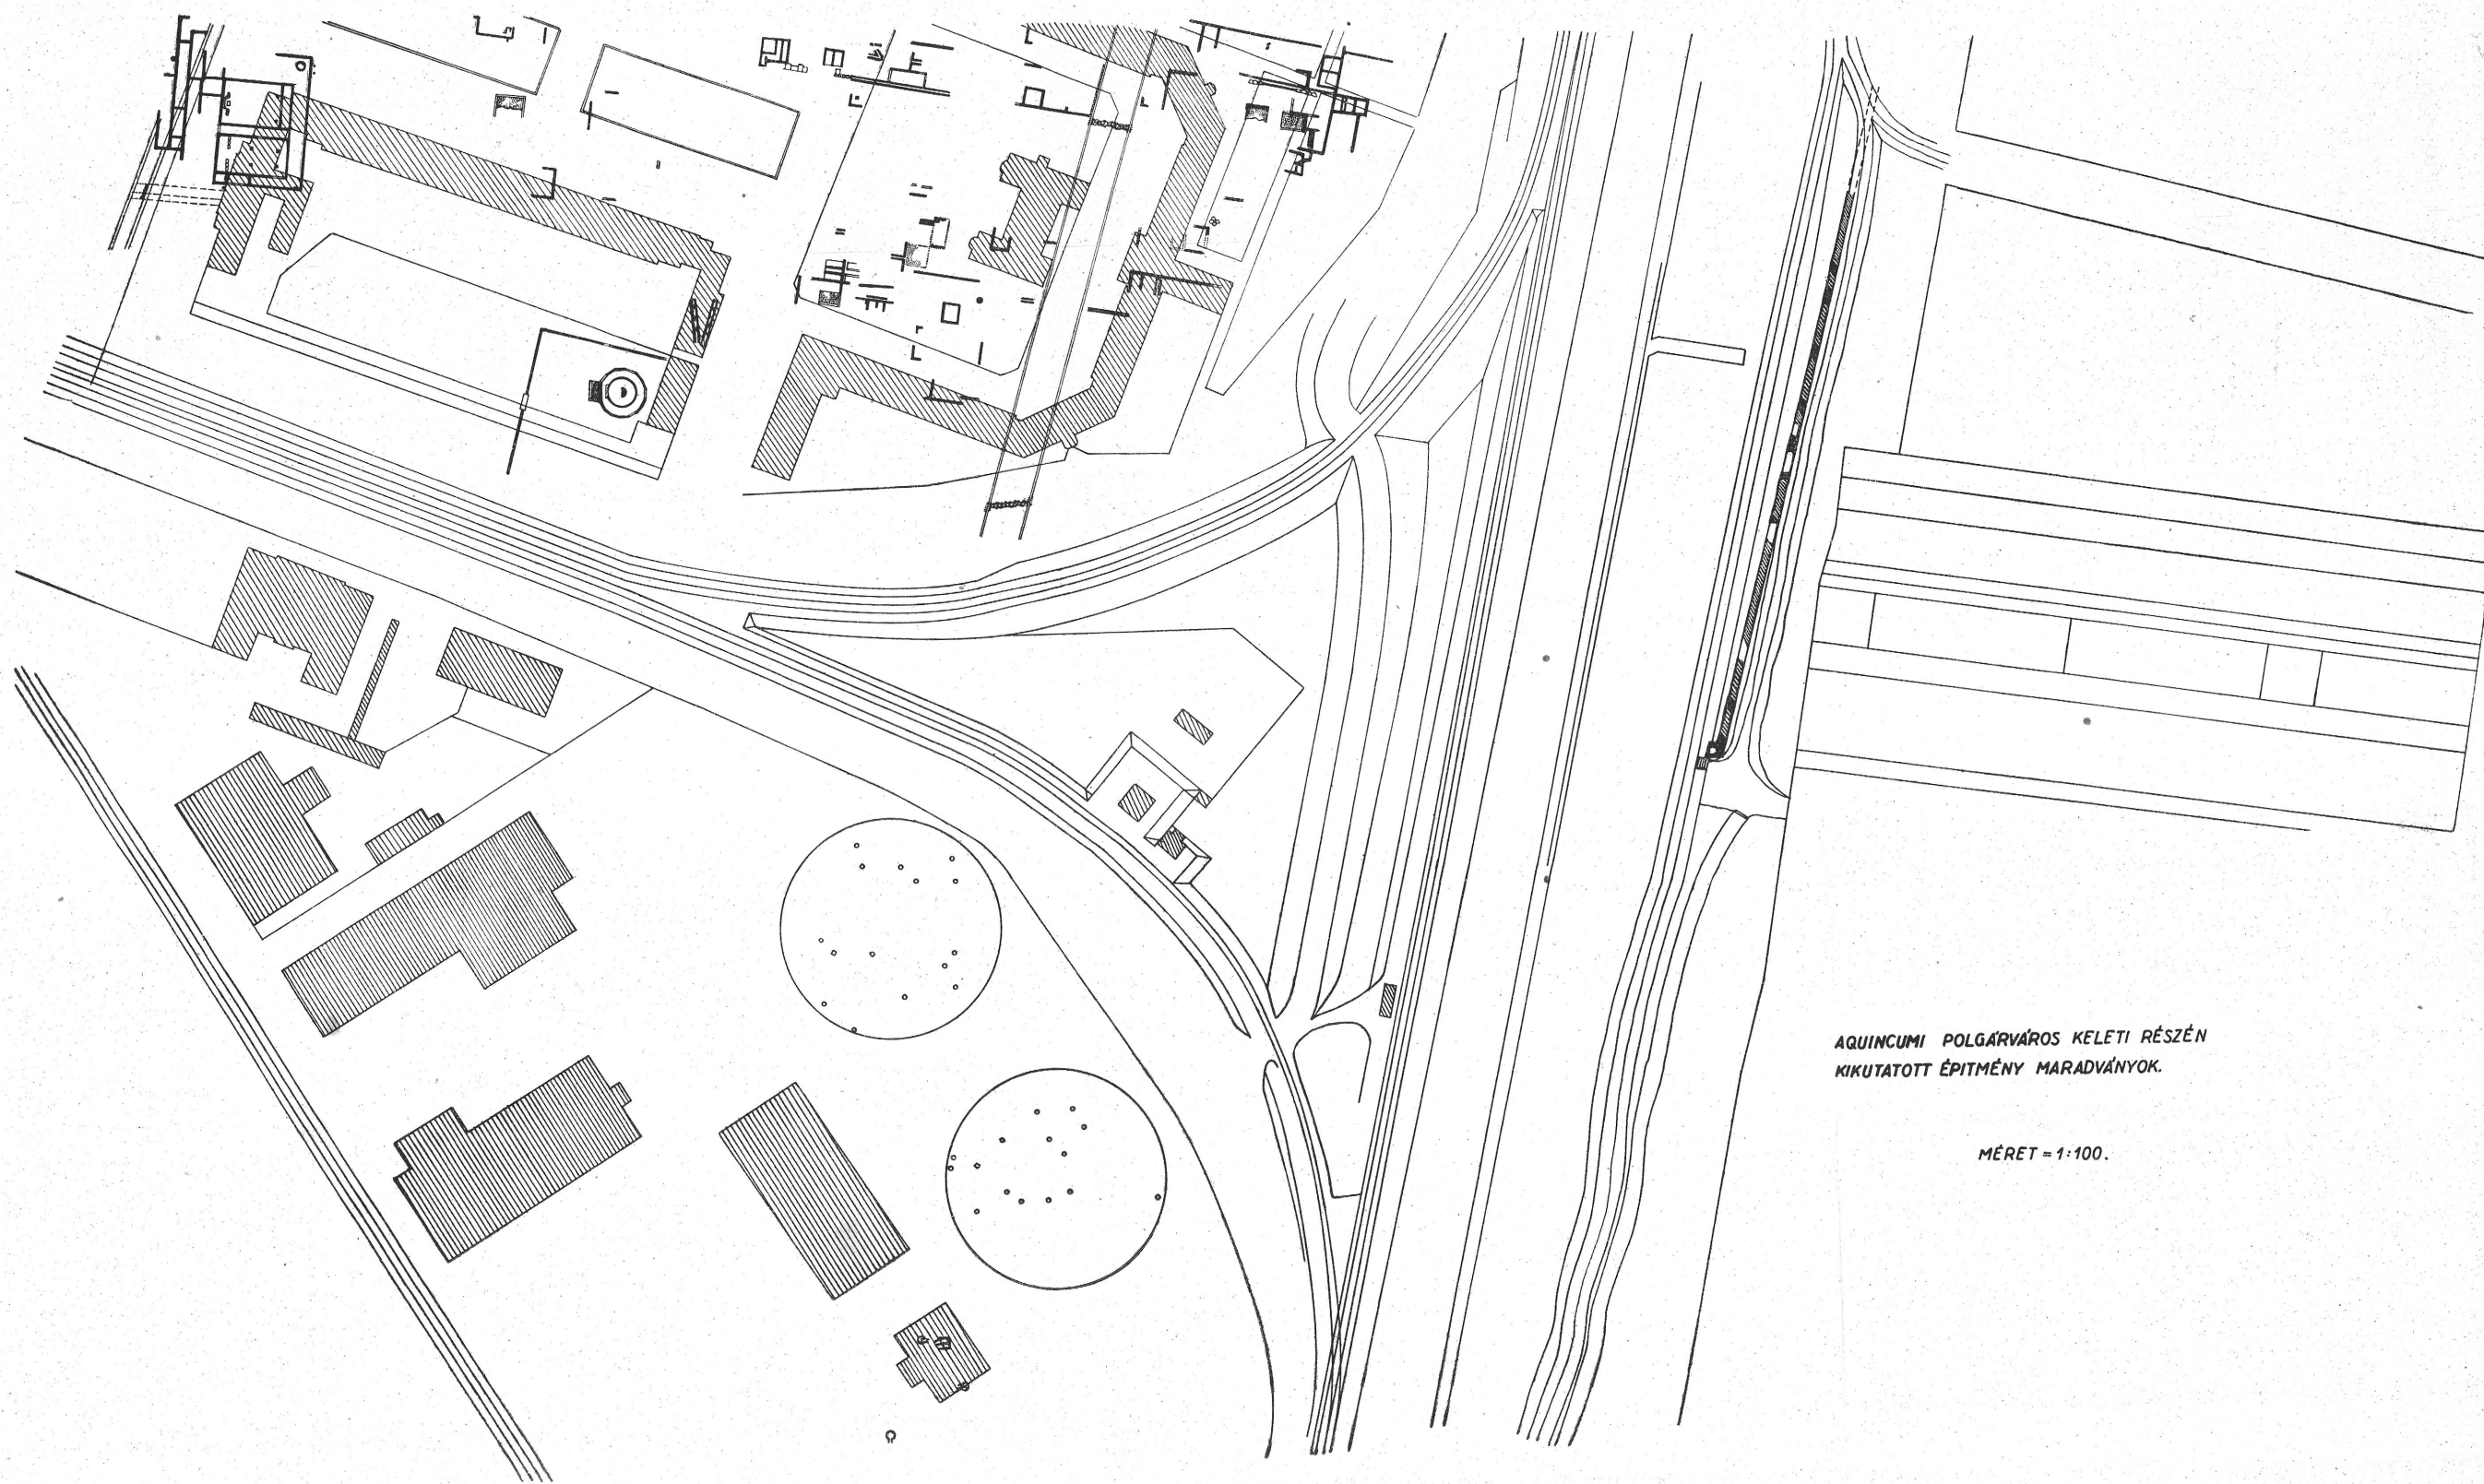 AQUINCUMI POLGÁRVÁROS KELETI RÉSZÉN
KIKUTATOTT ÉPITMÉNY MARADVÁNYOK.
MÉRET = 1:100.